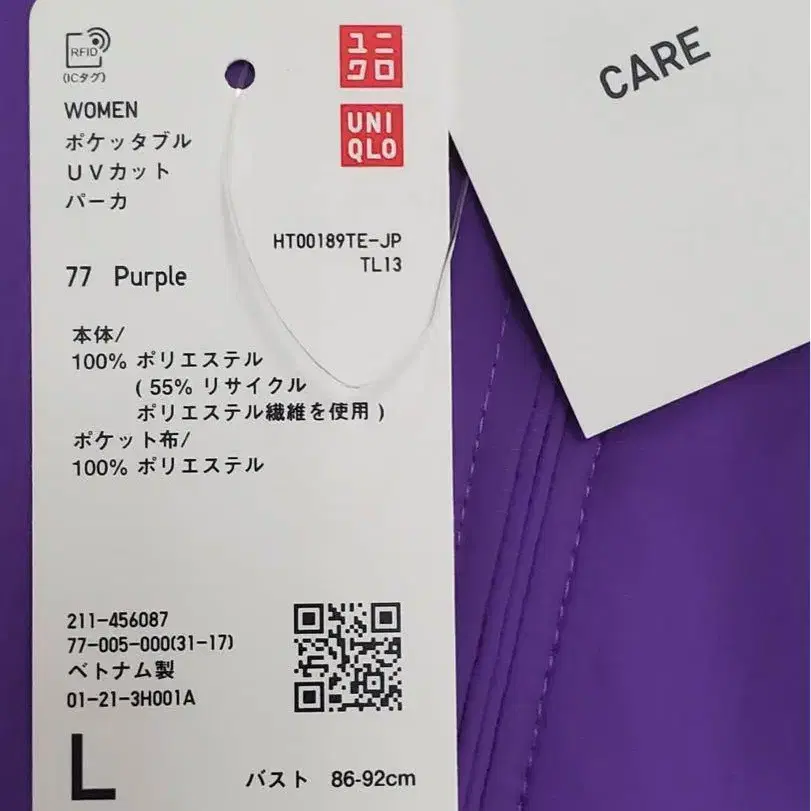 RFID
(ICタグ)
ユニ
クロ
UNI
QLO
CARE
WOMEN
ポケッタブル
UVカット
パーカ
HT00189TE-JP
TL13
77 Purple
本体/
100% ポリエステル
( 55% リサイクル
ポリエステル繊維を使用 )
ポケット布/
100% ポリエステル
211-456087
77-005-000(31-17)
ベトナム製
01-21-3H001A
L
バスト 86-92cm